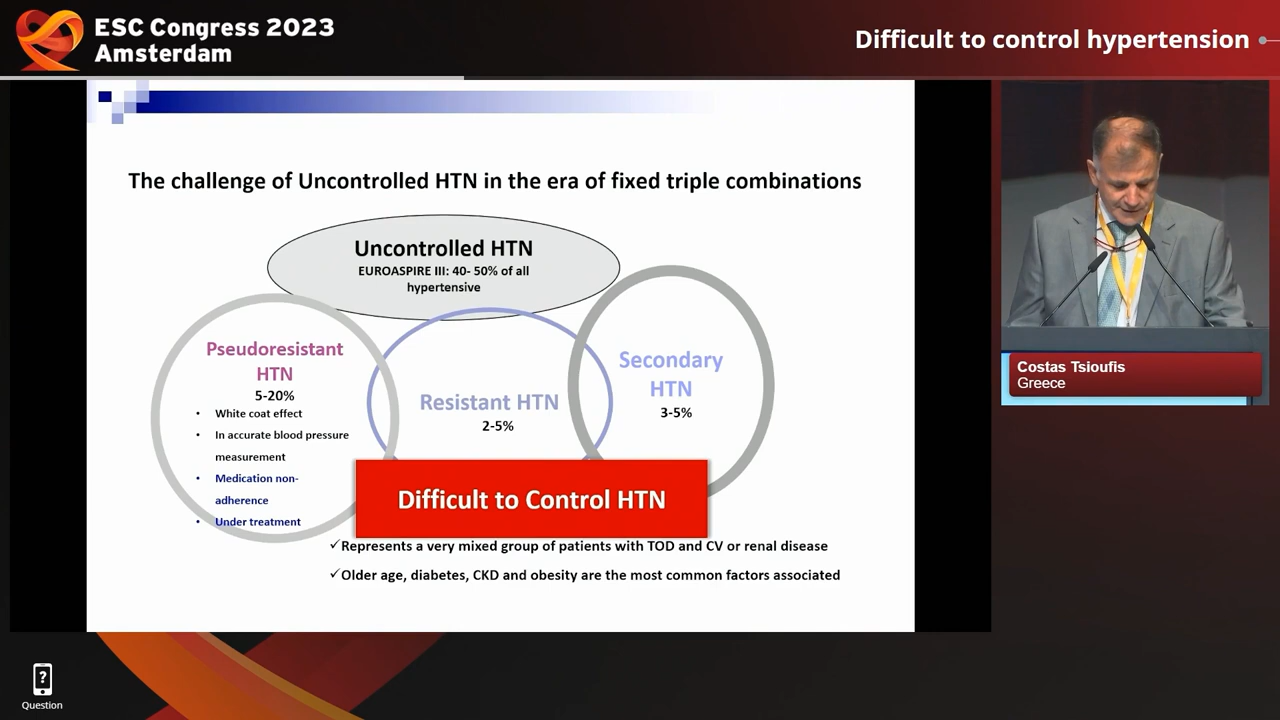 ESC Congress 2023
Amsterdam
Difficult to control hypertension
The challenge of Uncontrolled HTN in the era of fixed triple combinations
Uncontrolled HTN
EUROASPIRE III: 40- 50% of all
hypertensive
Pseudoresistant
HTN
5-20%
• White coat effect
• In accurate blood pressure
measurement
• Medication non-
adherence
• Under treatment
Resistant HTN
2-5%
Secondary
HTN
3-5%
Difficult to Control HTN
✓Represents a very mixed group of patients with TOD and CV or renal disease
✓Older age, diabetes, CKD and obesity are the most common factors associated
Costas Tsioufis
Greece
?
Question